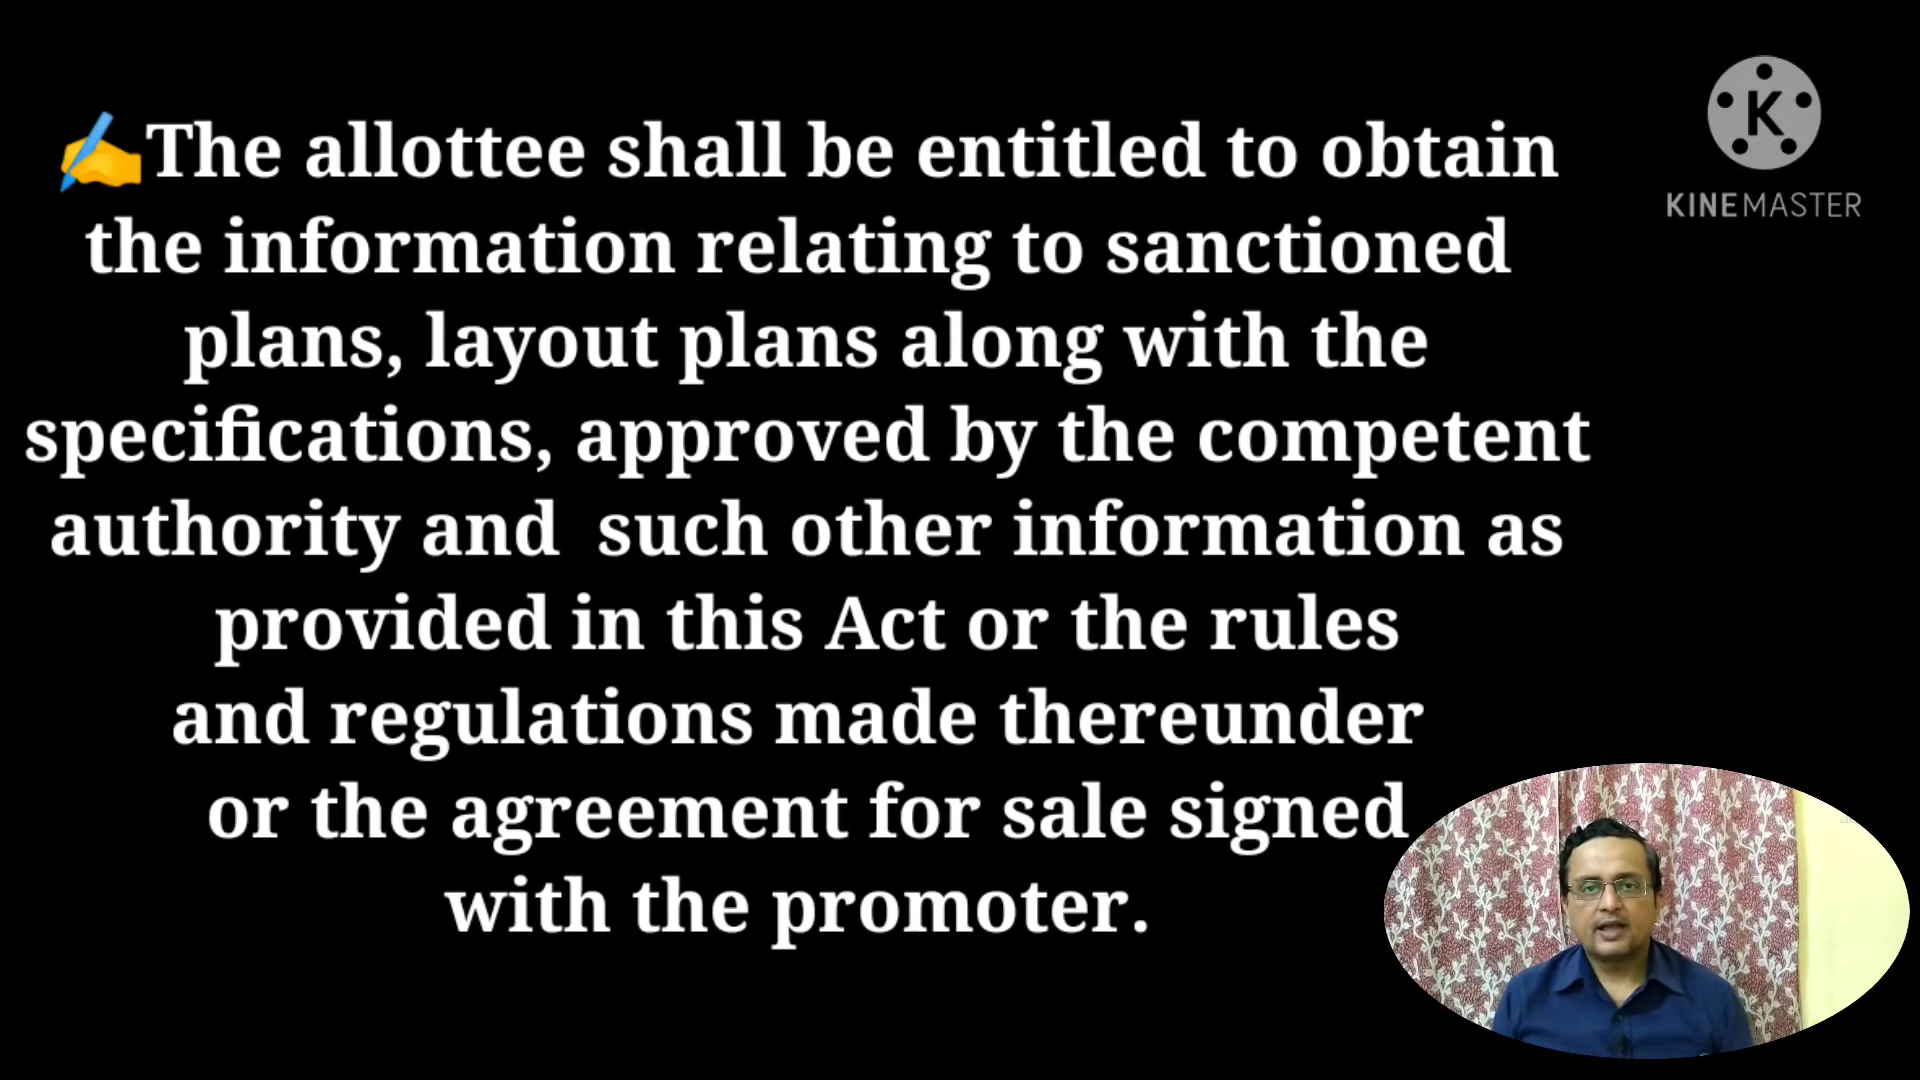 ✍The allottee shall be entitled to obtain
the information relating to sanctioned
plans, layout plans along with the
specifications, approved by the competent
authority and  such other information as
provided in this Act or the rules
and regulations made thereunder
or the agreement for sale signed
with the promoter.
K
KINEMASTER